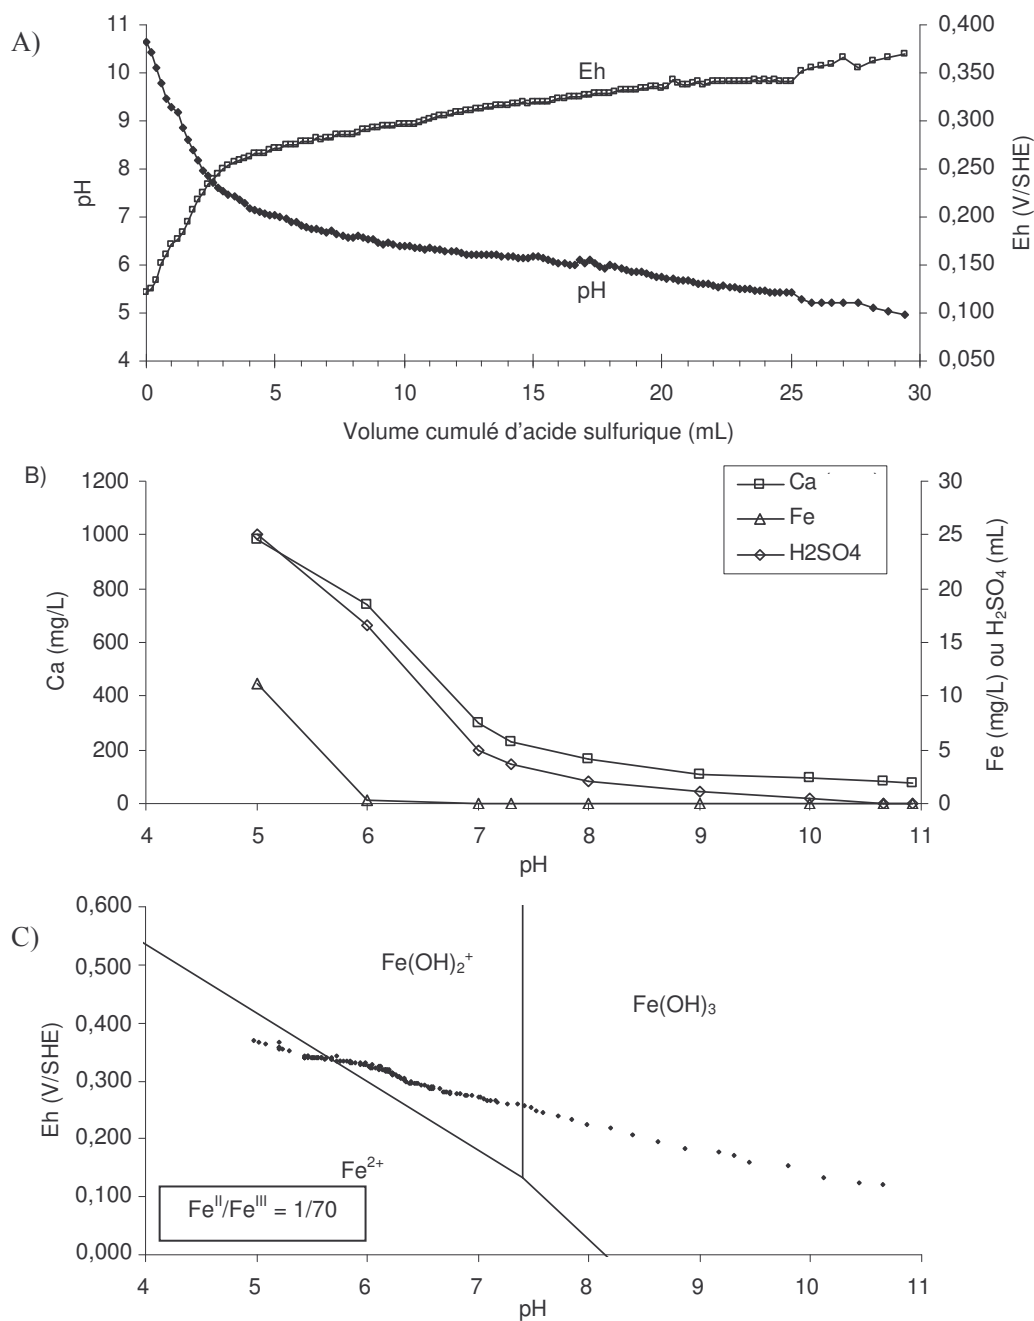 A)
11
10
9
8
7
6
5
4
pH
Eh
pH
0,400
0,350
0,300
0,250
0,200
0,150
0,100
0,050
Eh (V/SHE)
0 5 10 15 20 25 30
Volume cumulé d'acide sulfurique (mL)
B)
1200
1000
800
600
400
200
0
Ca (mg/L)
Ca
Fe
H2SO4
30
25
20
15
10
5
0
Fe (mg/L) ou H₂SO₄ (mL)
4 5 6 7 8 9 10 11
pH
C)
0,600
0,500
0,400
0,300
0,200
0,100
0,000
Eh (V/SHE)
Fe(OH)₂⁺
Fe(OH)₃
Fe²⁺
Feᴵᴵ/Feᴵᴵᴵ = 1/70
4 5 6 7 8 9 10 11
pH